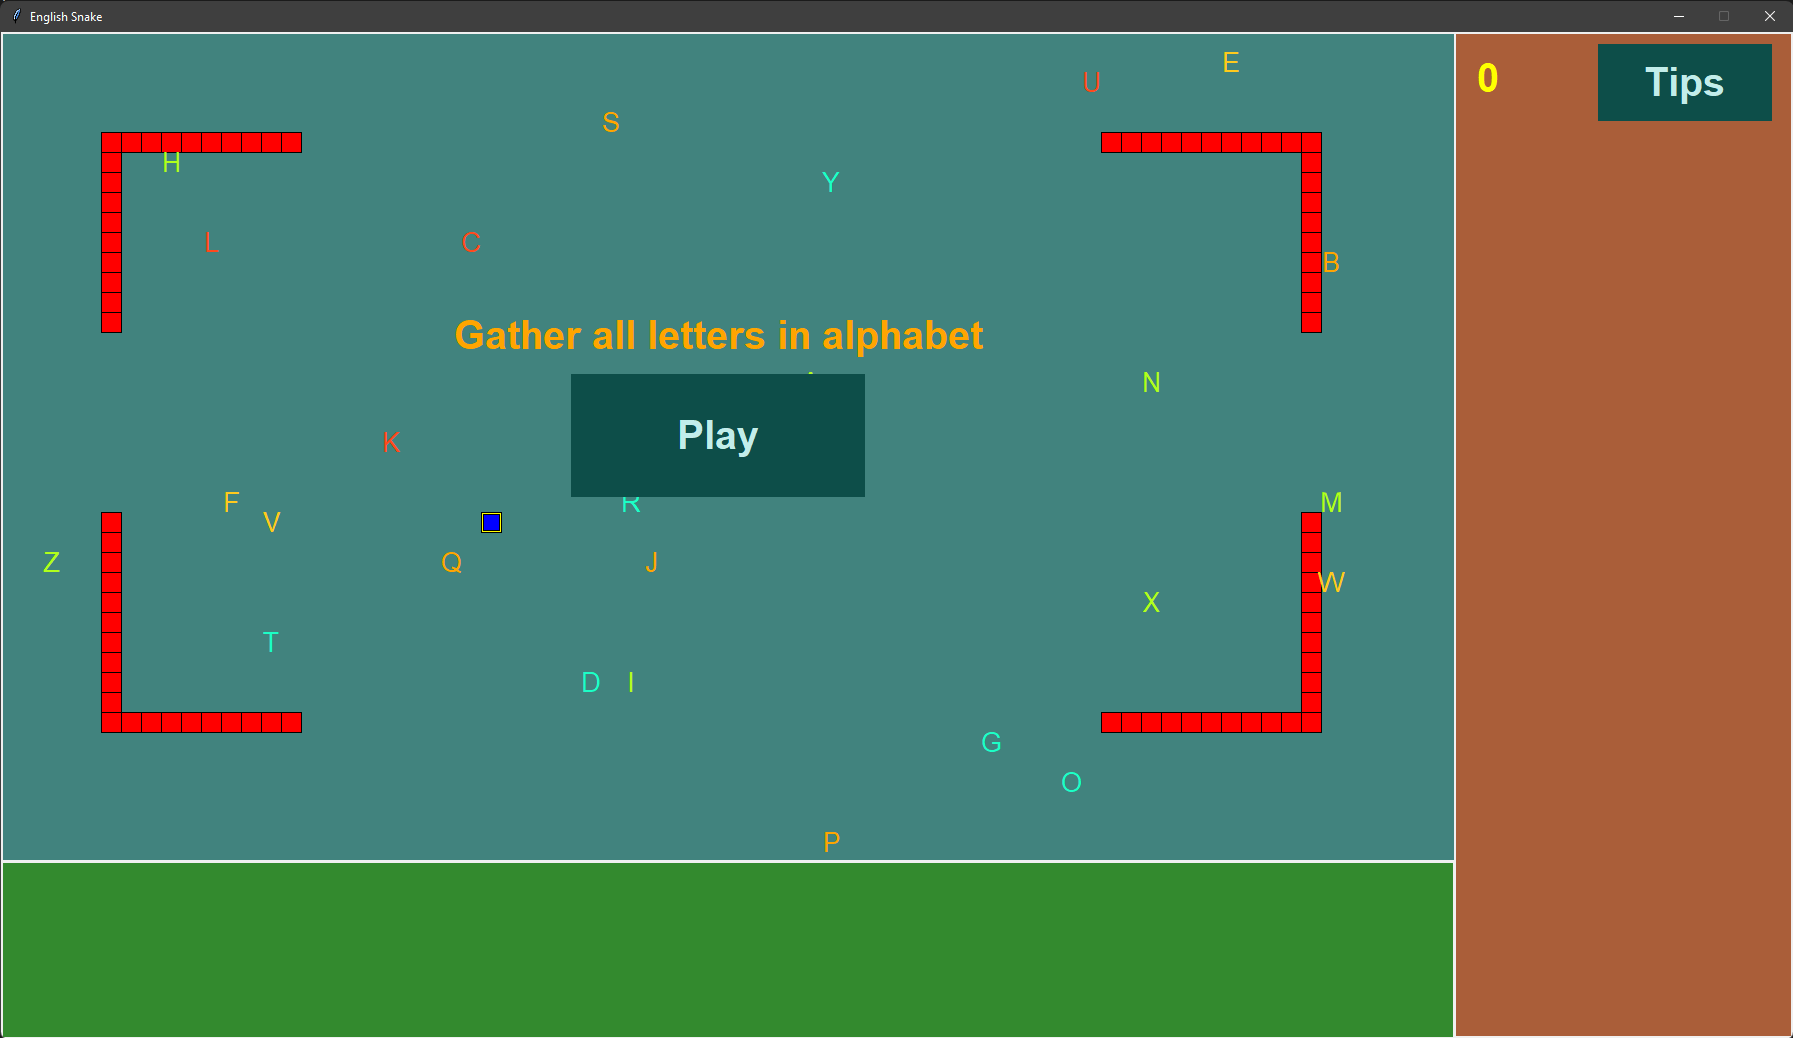 English Snake
E
U
0
Tips
S
H
Y
L
C
B
Gather all letters in alphabet
N
K
Play
F
R
M
V
Z
Q
J
W
X
T
D
I
G
O
P